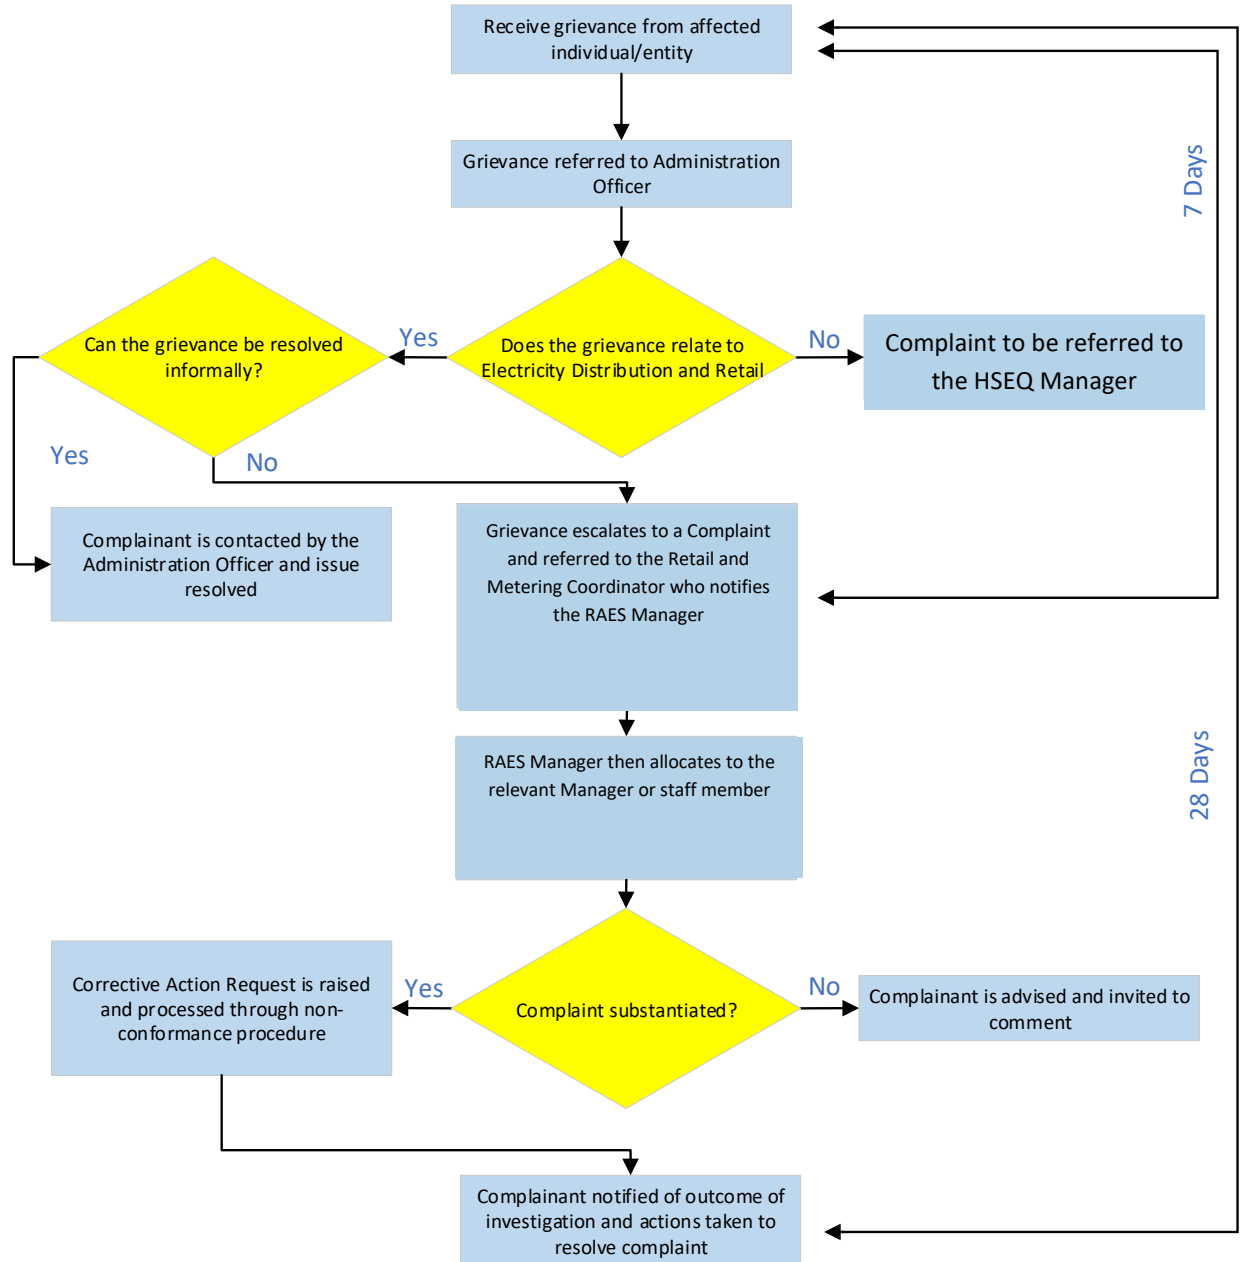 Receive grievance from affected
individual/entity
Grievance referred to Administration
Officer
7 Days
Can the grievance be resolved
informally?
Yes
Does the grievance relate to
Electricity Distribution and Retail
No
Complaint to be referred to
the HSEQ Manager
Yes
No
Complainant is contacted by the
Administration Officer and issue
resolved
Grievance escalates to a Complaint
and referred to the Retail and
Metering Coordinator who notifies
the RAES Manager
RAES Manager then allocates to the
relevant Manager or staff member
28 Days
Corrective Action Request is raised
and processed through non-
conformance procedure
Yes
Complaint substantiated?
No
Complainant is advised and invited to
comment
Complainant notified of outcome of
investigation and actions taken to
resolve complaint